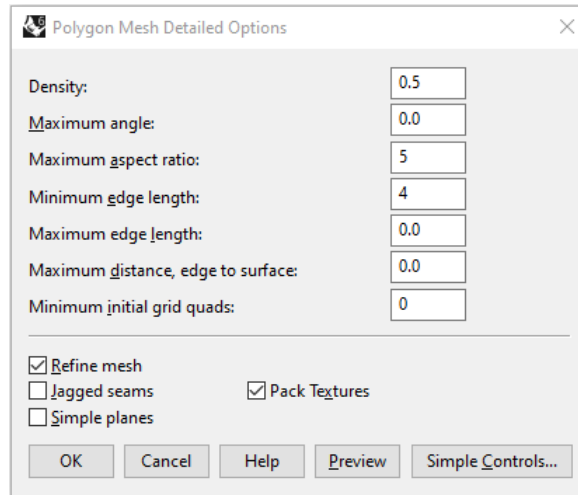 6 Polygon Mesh Detailed Options
Density: 0.5
Maximum angle: 0.0
Maximum aspect ratio: 5
Minimum edge length: 4
Maximum edge length: 0.0
Maximum distance, edge to surface: 0.0
Minimum initial grid quads: 0
Refine mesh
Jagged seams Pack Textures
Simple planes
OK Cancel Help Preview Simple Controls...